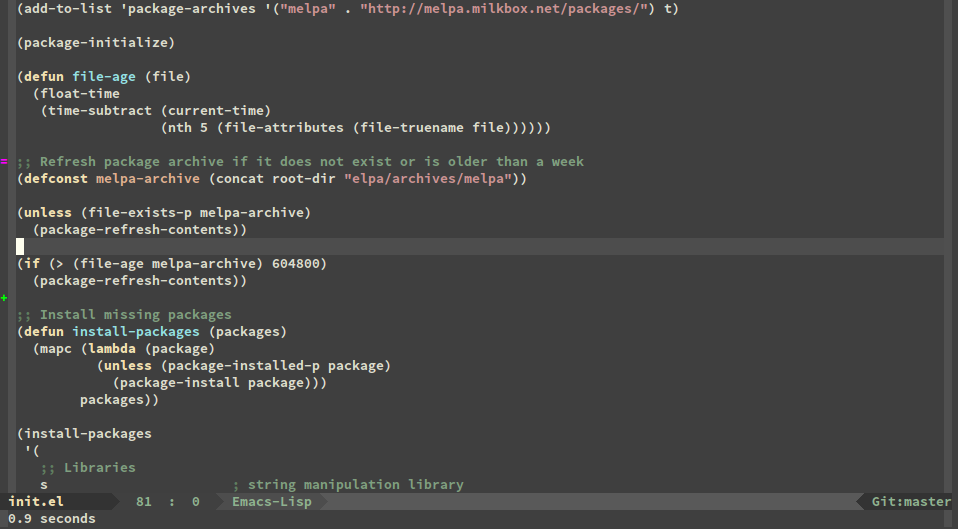 (add-to-list 'package-archives '("melpa" . "http://melpa.milkbox.net/packages/") t)
(package-initialize)
(defun file-age (file)
  (float-time
   (time-subtract (current-time)
                  (nth 5 (file-attributes (file-truename file))))))
= ;; Refresh package archive if it does not exist or is older than a week
(defconst melpa-archive (concat root-dir "elpa/archives/melpa"))
(unless (file-exists-p melpa-archive)
  (package-refresh-contents))
(if (> (file-age melpa-archive) 604800)
  (package-refresh-contents))
+
;; Install missing packages
(defun install-packages (packages)
  (mapc (lambda (package)
          (unless (package-installed-p package)
            (package-install package)))
        packages))
(install-packages
 '(
   ;; Libraries
   s                       ; string manipulation library
init.el 81 : 0 Emacs-Lisp Git:master
0.9 seconds